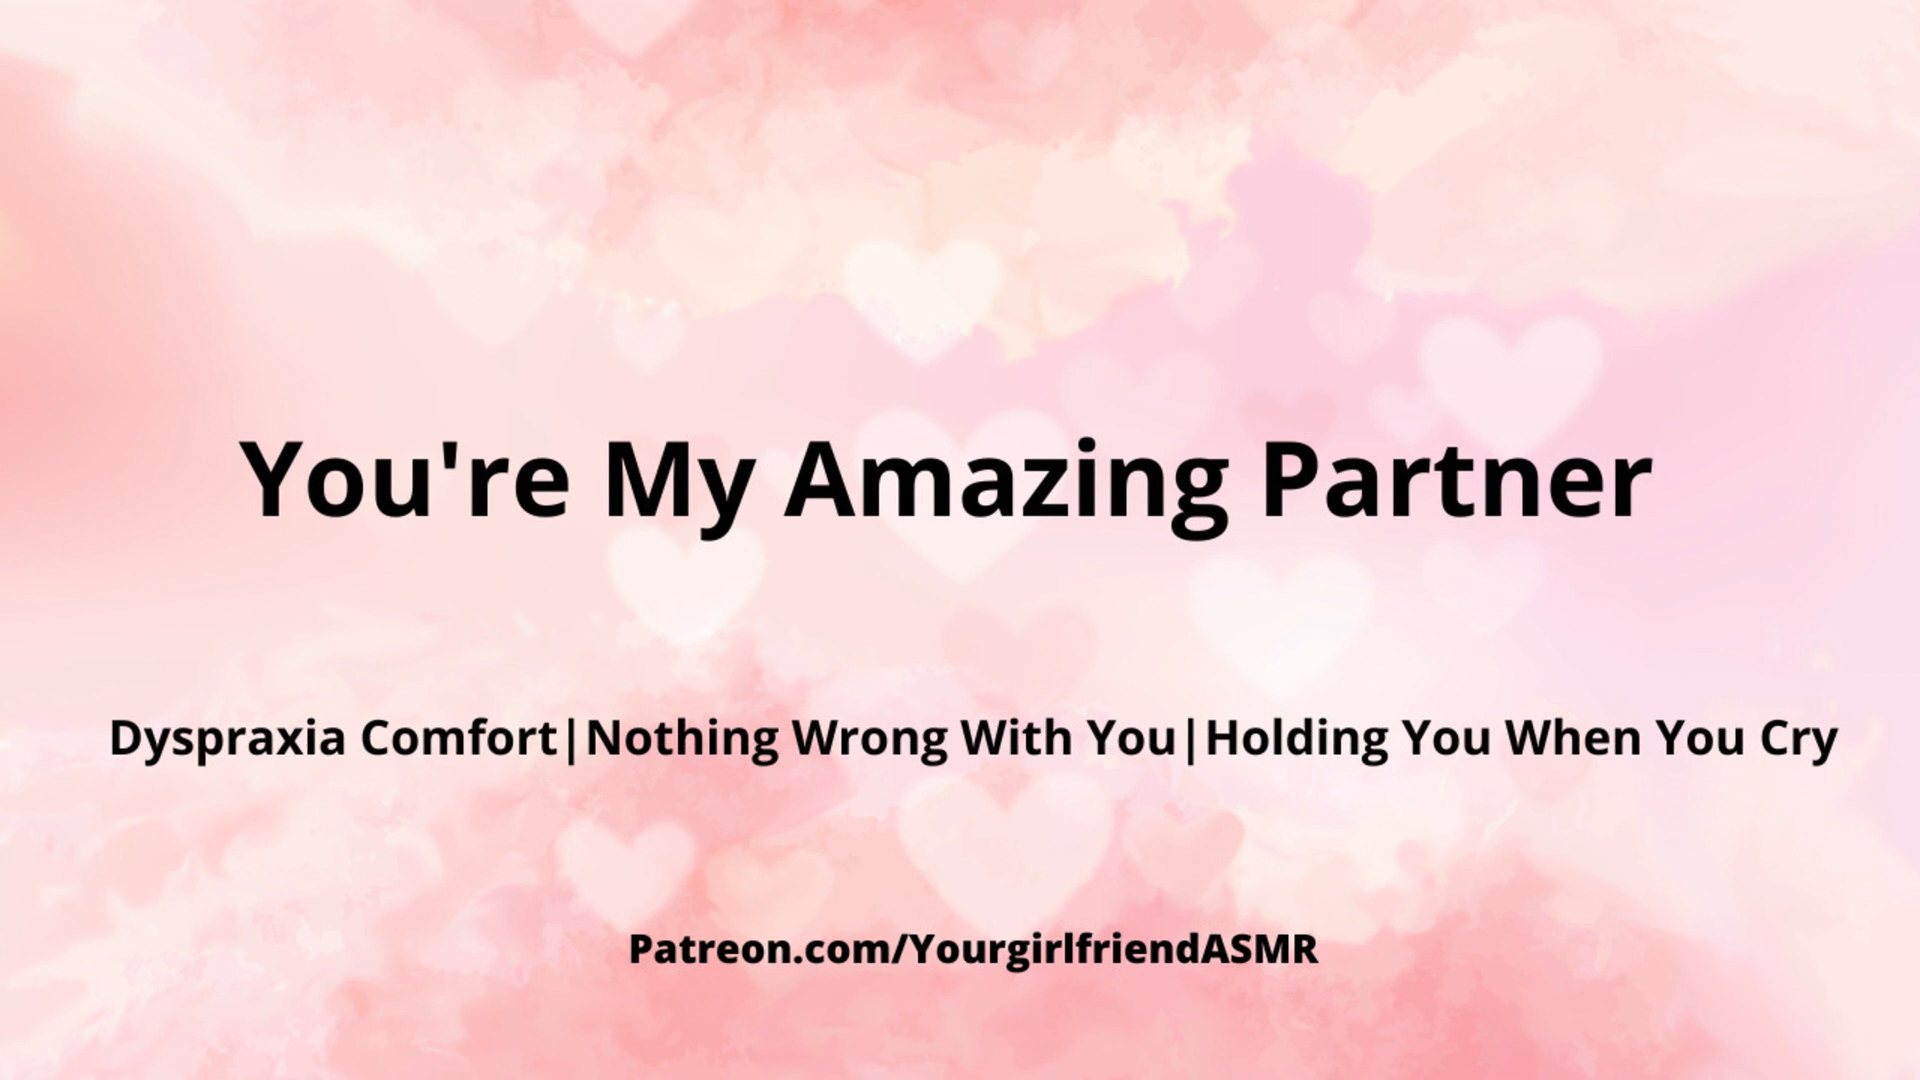 You're My Amazing Partner
Dyspraxia Comfort|Nothing Wrong With You|Holding You When You Cry
Patreon.com/YourgirlfriendASMR